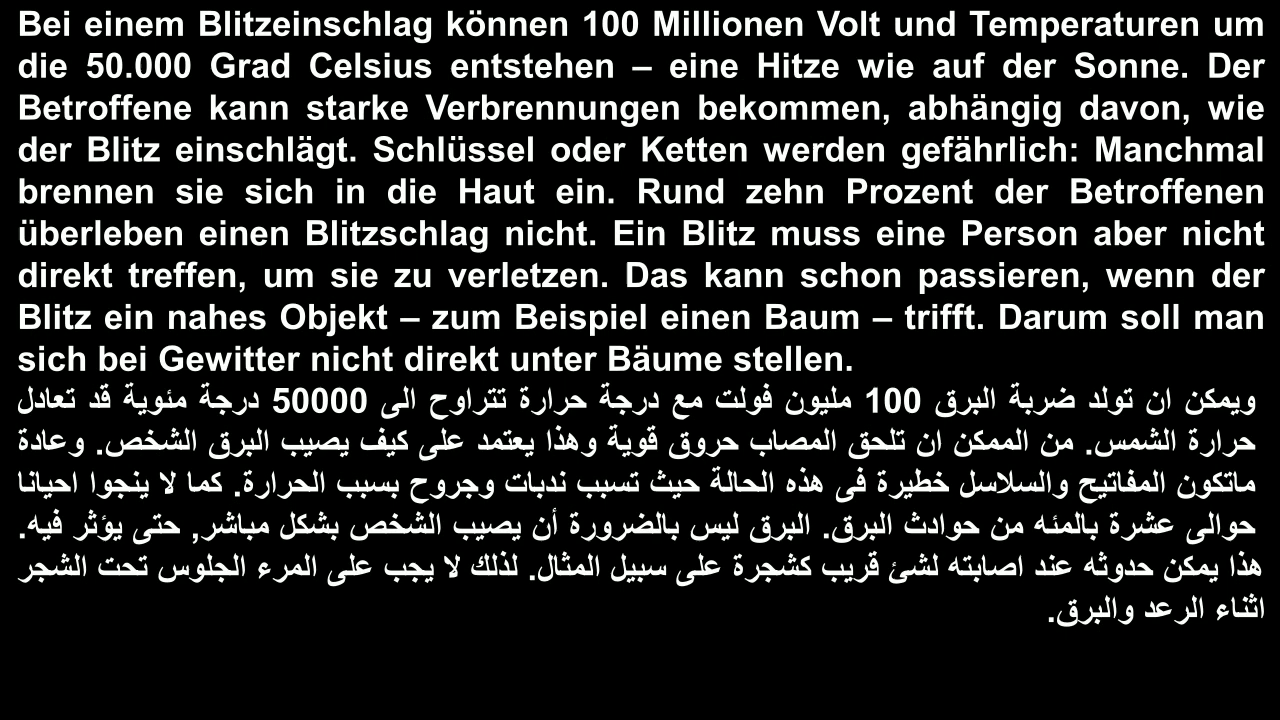 Bei einem Blitzeinschlag können 100 Millionen Volt und Temperaturen um
die 50.000 Grad Celsius entstehen – eine Hitze wie auf der Sonne. Der
Betroffene kann starke Verbrennungen bekommen, abhängig davon, wie
der Blitz einschlägt. Schlüssel oder Ketten werden gefährlich: Manchmal
brennen sie sich in die Haut ein. Rund zehn Prozent der Betroffenen
überleben einen Blitzschlag nicht. Ein Blitz muss eine Person aber nicht
direkt treffen, um sie zu verletzen. Das kann schon passieren, wenn der
Blitz ein nahes Objekt – zum Beispiel einen Baum – trifft. Darum soll man
sich bei Gewitter nicht direkt unter Bäume stellen.
ويمكن ان تولد ضربة البرق 100 مليون فولت مع درجة حرارة تتراوح الى 50000 درجة مئوية قد تعادل
حرارة الشمس. من الممكن ان تلحق المصاب حروق قوية وهذا يعتمد على كيف يصيب البرق الشخص. وعادة
ماتكون المفاتيح والسلاسل خطيرة فى هذه الحالة حيث تسبب ندبات وجروح بسبب الحرارة. كما لا ينجوا احيانا
حوالى عشرة بالمئه من حوادث البرق. البرق ليس بالضرورة أن يصيب الشخص بشكل مباشر, حتى يؤثر فيه.
هذا يمكن حدوثه عند اصابته لشئ قريب كشجرة على سبيل المثال. لذلك لا يجب على المرء الجلوس تحت الشجر
اثناء الرعد والبرق.